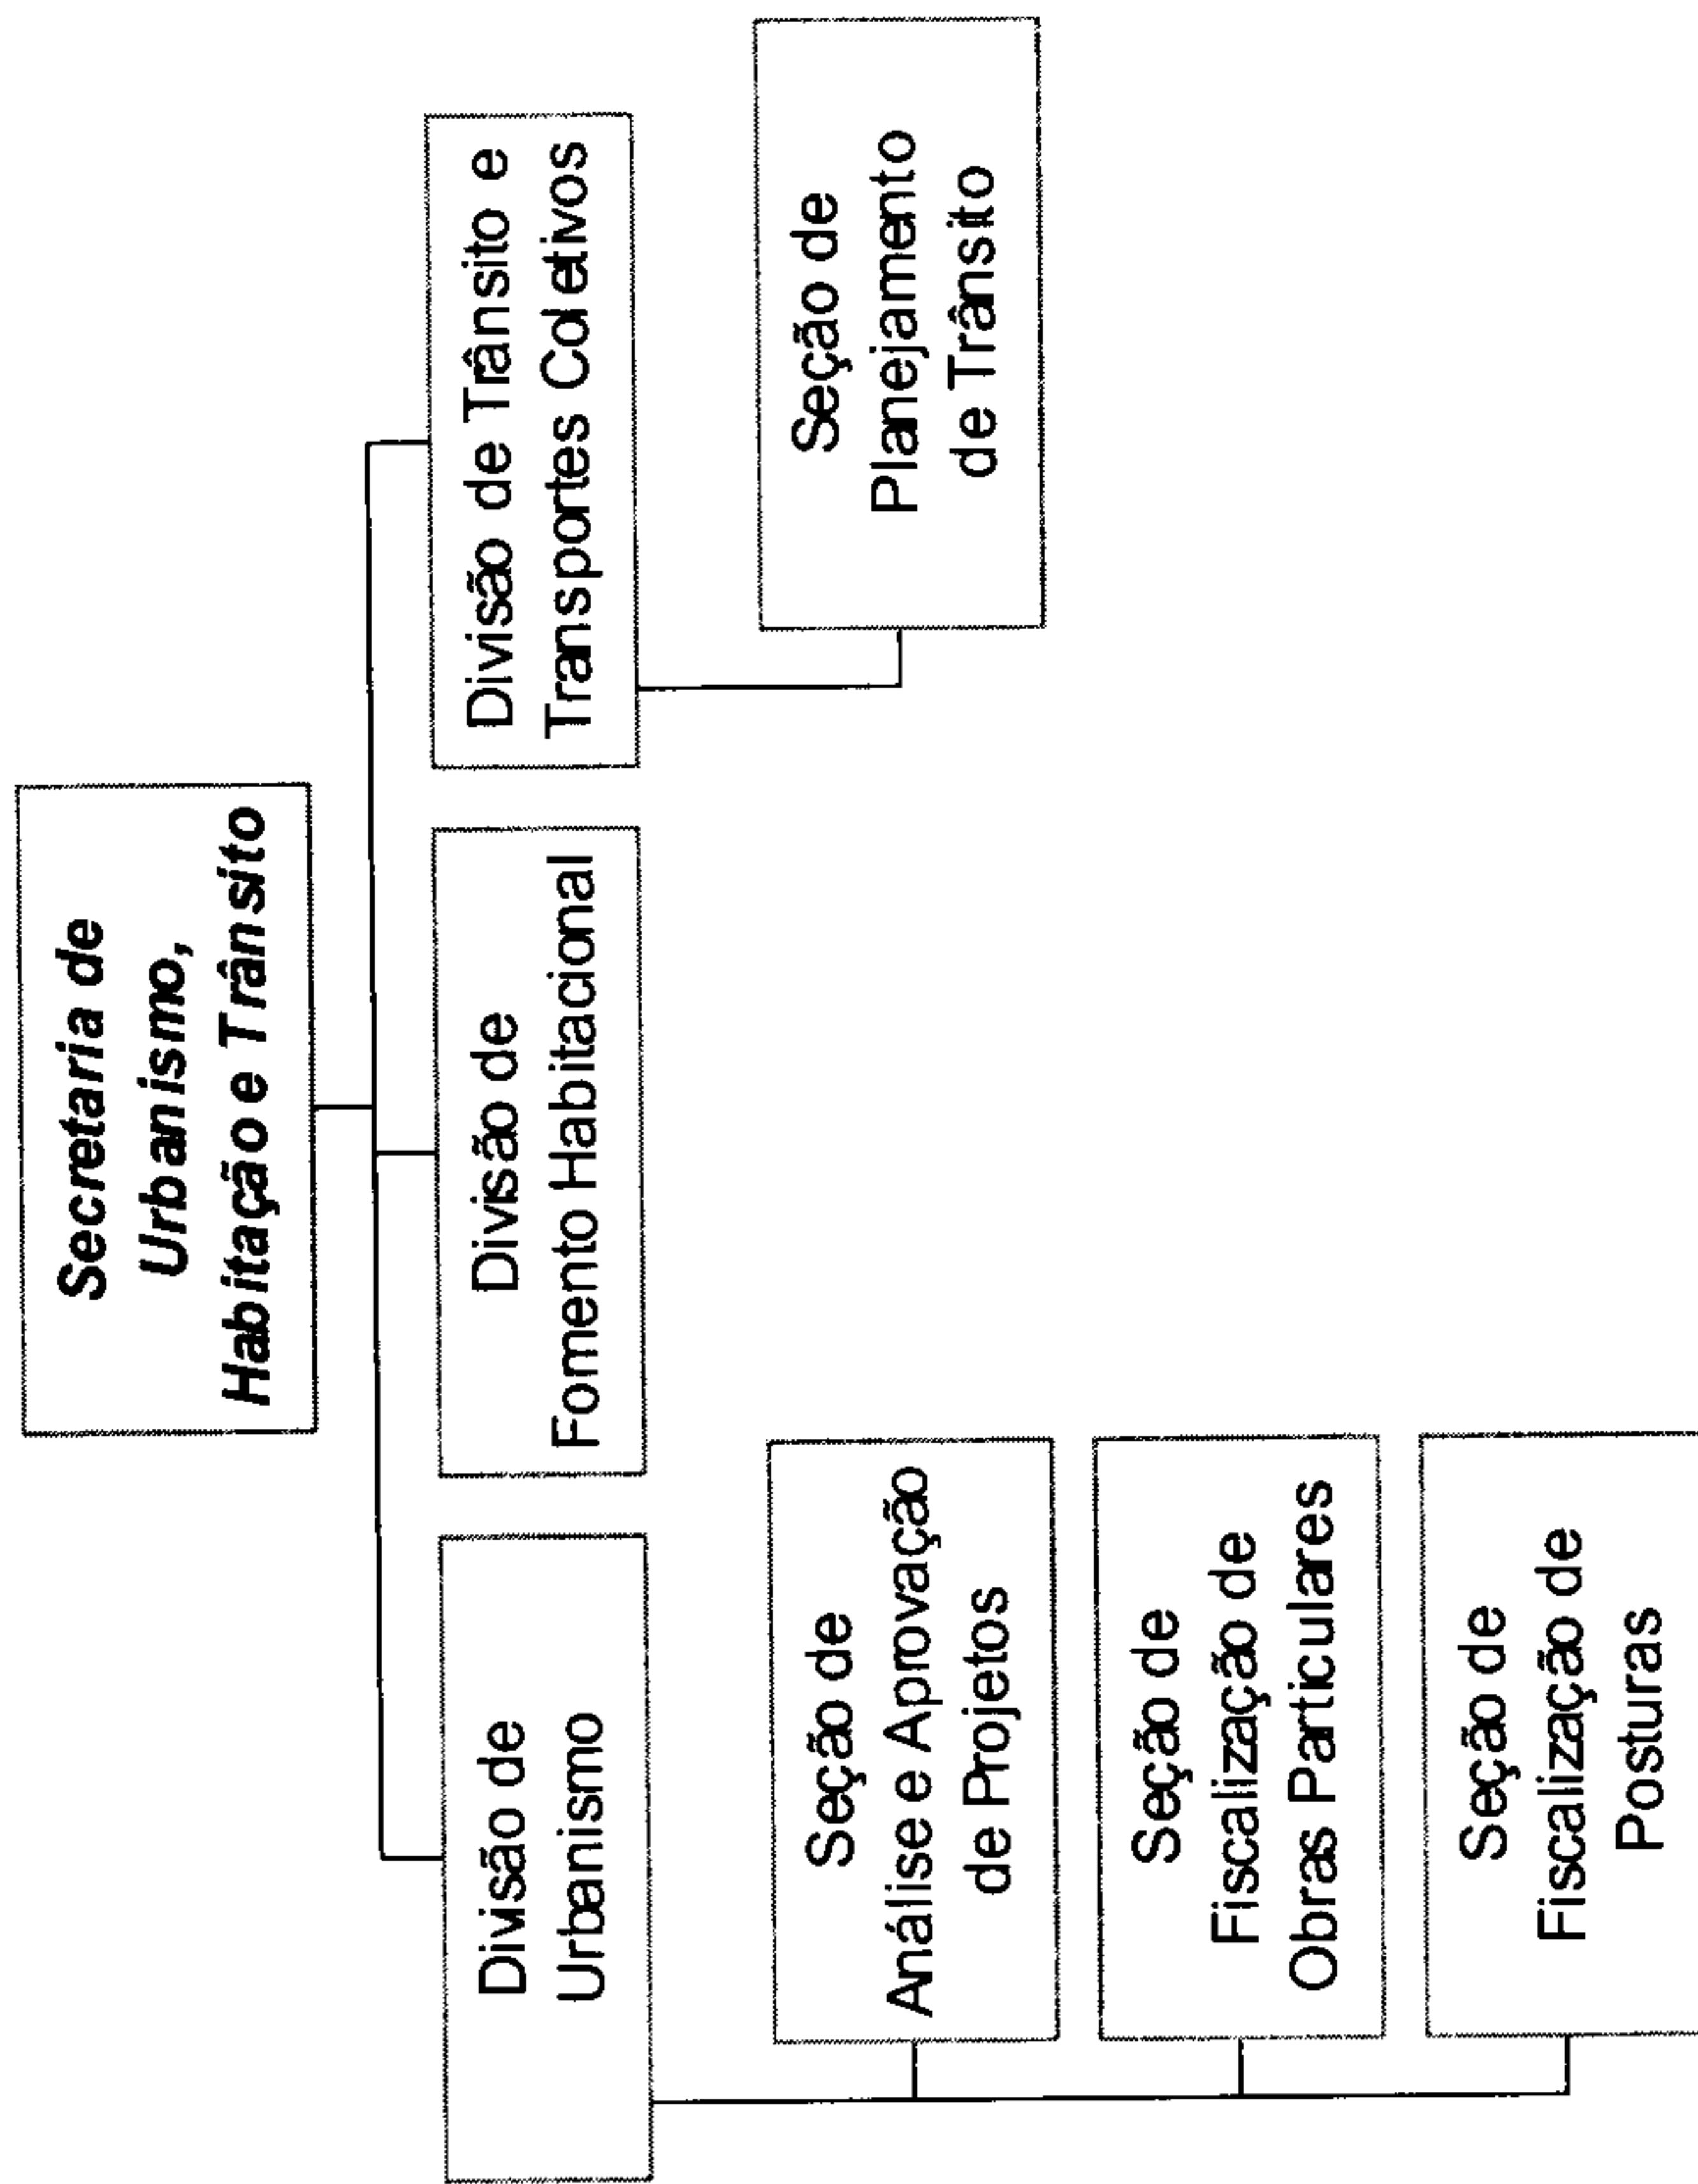 Secretaria de
Urbanismo,
Habitação e Trânsito
Divisão de
Urbanismo
Divisão de
Fomento Habitacional
Divisão de Trânsito e
Transportes Coletivos
Seção de
Análise e Aprovação
de Projetos
Seção de
Fiscalização de
Obras Particulares
Seção de
Fiscalização de
Posturas
Seção de
Planejamento
de Trânsito